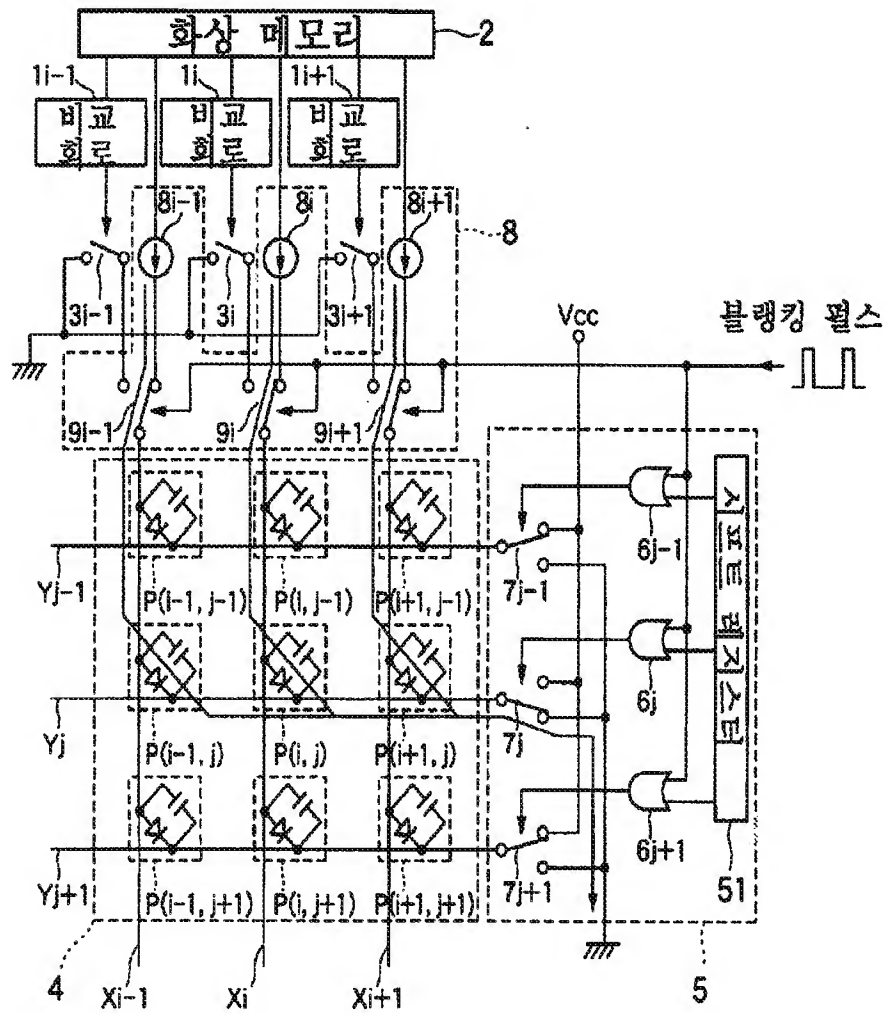 화상 메모리
2
1i-1
1i
1i+1
비교
회로
비교
회로
비교
회로
8i-1
8i
8i+1
8
3i-1
3i
3i+1
Vcc
블랭킹 펄스
9i-1
9i
9i+1
시프트 레지스터
6j-1
7j-1
Yj-1
P(i-1, j-1)
P(i, j-1)
P(i+1, j-1)
6j
7j
Yj
P(i-1, j)
P(i, j)
P(i+1, j)
6j+1
7j+1
51
Yj+1
P(i-1, j+1)
P(i, j+1)
P(i+1, j+1)
4
Xi-1
Xi
Xi+1
5